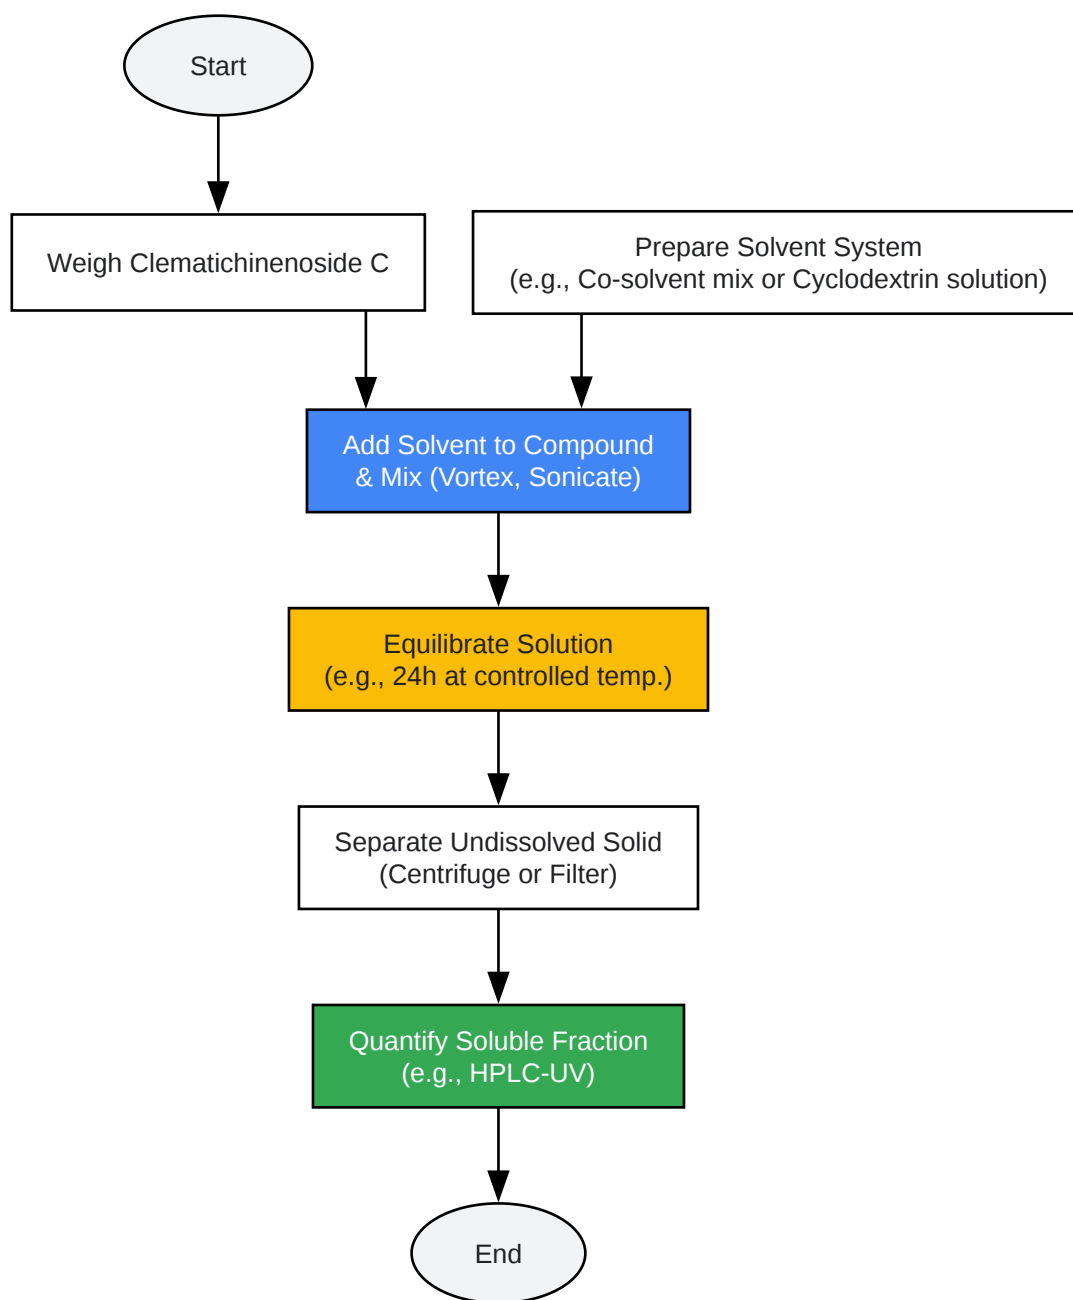 Start
Weigh Clematichinenoside C
Prepare Solvent System
(e.g., Co-solvent mix or Cyclodextrin solution)
Add Solvent to Compound
& Mix (Vortex, Sonicate)
Equilibrate Solution
(e.g., 24h at controlled temp.)
Separate Undissolved Solid
(Centrifuge or Filter)
Quantify Soluble Fraction
(e.g., HPLC-UV)
End